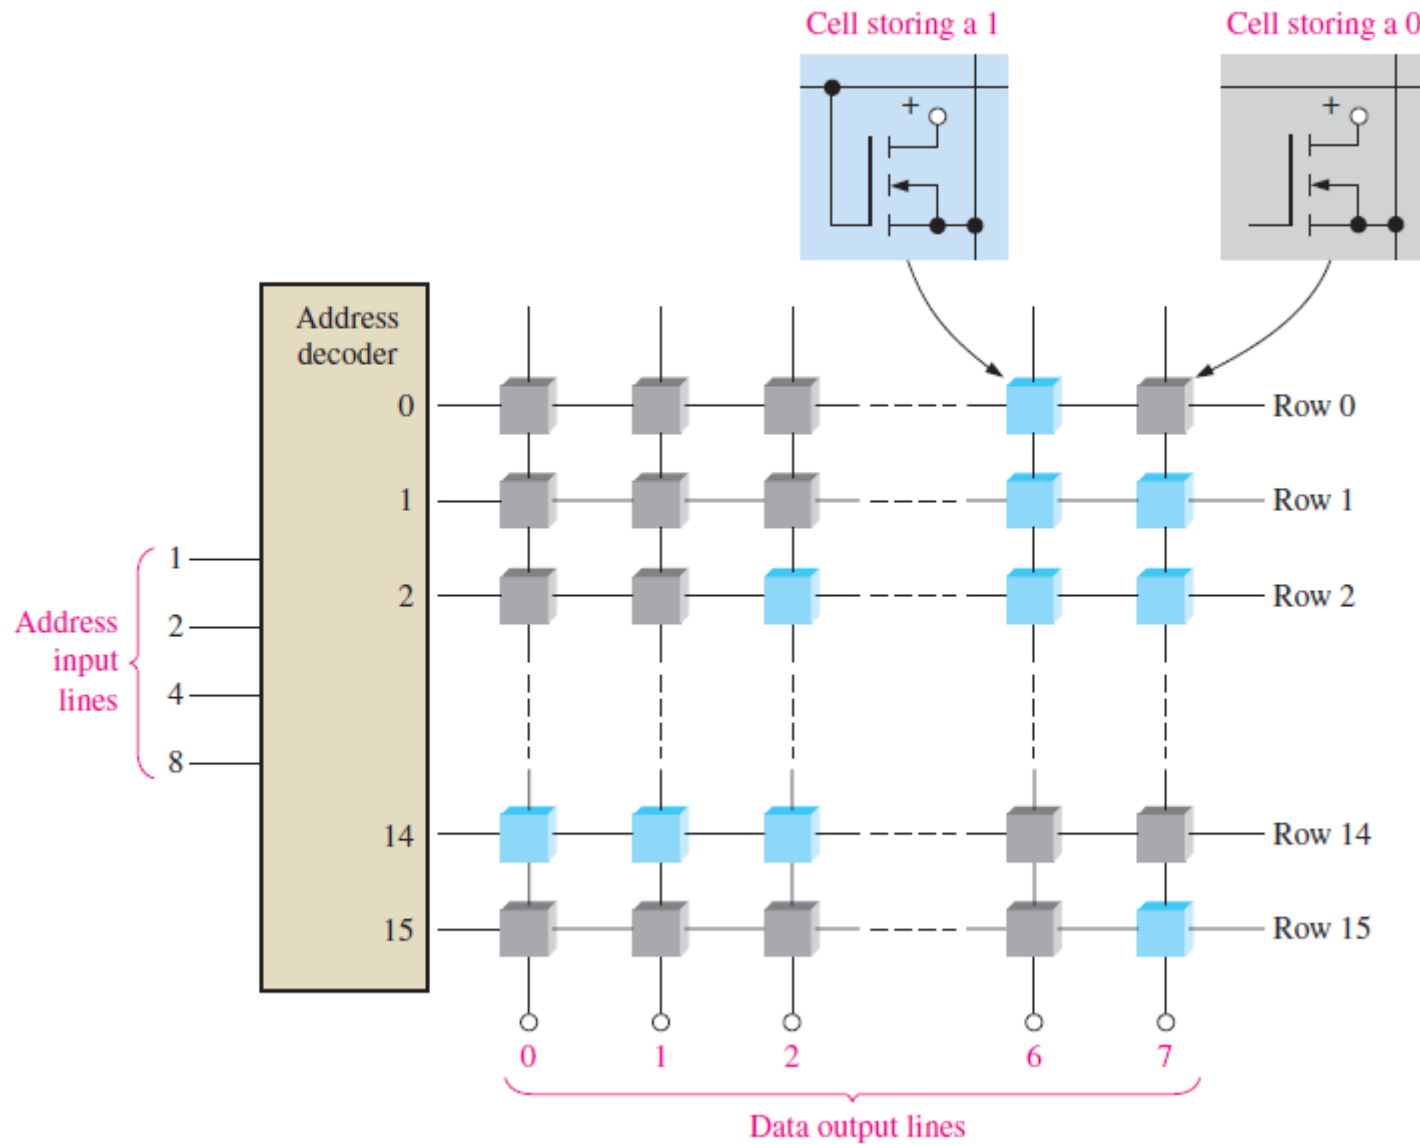 Cell storing a 1
Cell storing a 0
+
+
Address
decoder
0
Row 0
1
Row 1
1
2
Row 2
Address
input
lines
2
4
8
14
Row 14
15
Row 15
0 1 2 6 7
Data output lines